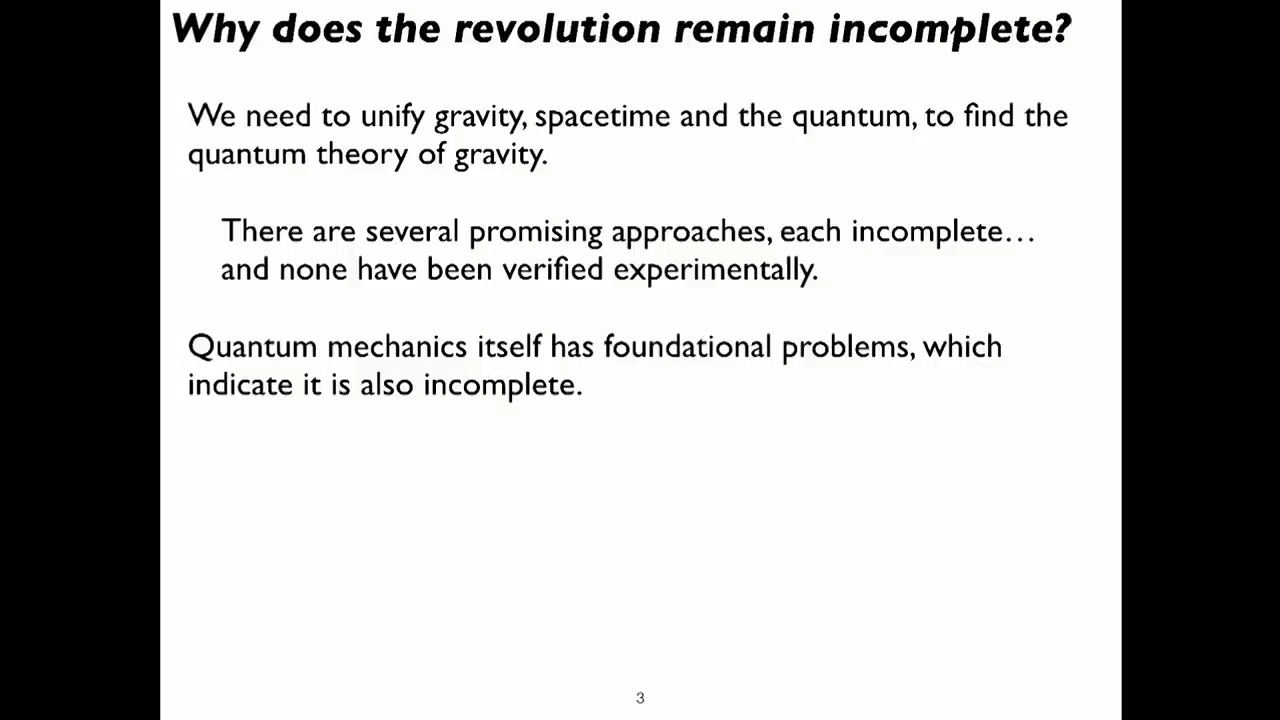 Why does the revolution remain incomplete?
We need to unify gravity, spacetime and the quantum, to find the
quantum theory of gravity.
There are several promising approaches, each incomplete…
and none have been verified experimentally.
Quantum mechanics itself has foundational problems, which
indicate it is also incomplete.
3